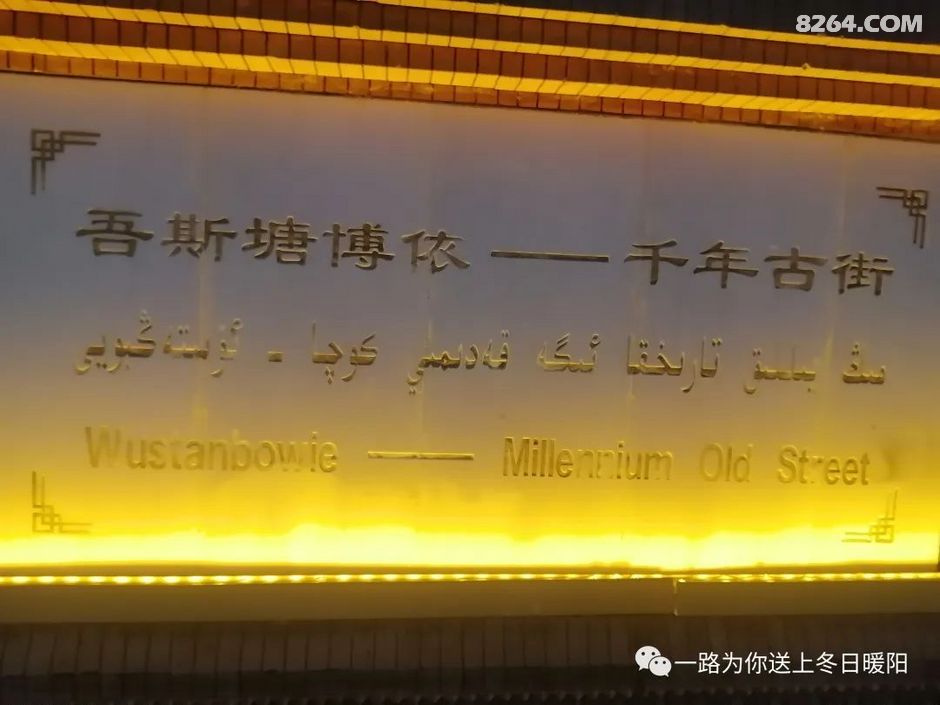 8264.COM
吾斯塘博依——千年古街
مىڭ يىللىق تارىخقا ئىگە قەدىمىي كوچا - ئۆستەڭبويى
Wustanbowie —— Millennium Old Street
一路为你送上冬日暖阳